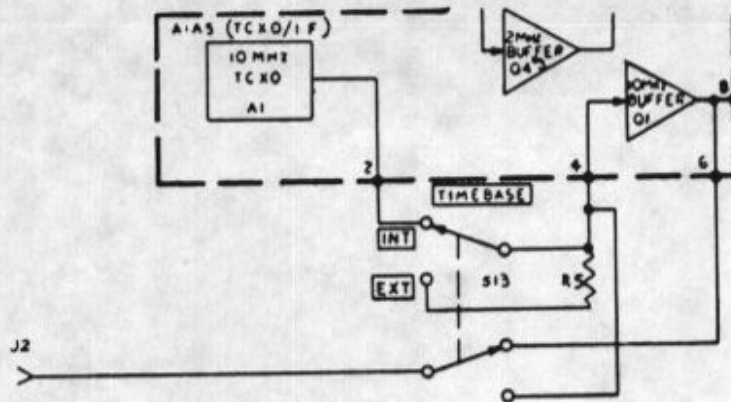 A1A5 (TCXO/IF)
10 MHZ
TCXO
A1
2MHZ
BUFFER
Q4
10MHZ
BUFFER
Q1
8
2
4
6
TIMEBASE
INT
S13
R5
EXT
J2